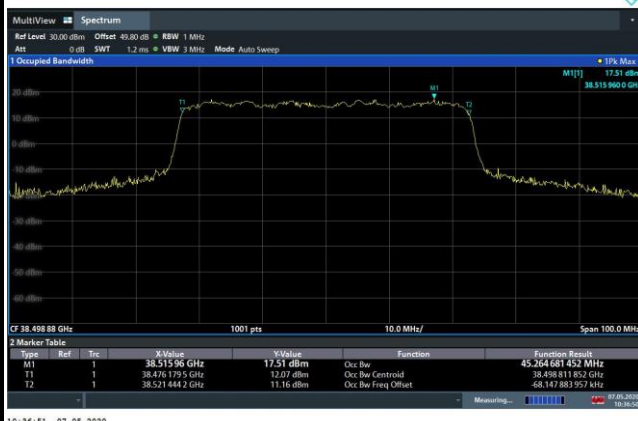 MultiView Spectrum
Ref Level 30.00 dBm Offset 49.80 dB RBW 1 MHz
Att 0 dB SWT 1.2 ms VBW 3 MHz Mode Auto Sweep
1 Occupied Bandwidth 1Pk Max
M1[1] 17.51 dBm
38.515 960 0 GHz
M1
20 dBm
T1 T2
10 dBm
0 dBm
-10 dBm
-20 dBm
-30 dBm
-40 dBm
-50 dBm
-60 dBm
CF 38.498 88 GHz 1001 pts 10.0 MHz/ Span 100.0 MHz
2 Marker Table
Type Ref Trc X-Value Y-Value Function Function Result
M1 1 38.515 96 GHz 17.51 dBm Occ Bw 45.264 681 452 MHz
T1 1 38.476 179 5 GHz 12.07 dBm Occ Bw Centroid 38.498 811 852 GHz
T2 1 38.521 444 2 GHz 11.16 dBm Occ Bw Freq Offset -68.147 883 957 kHz
Measuring... 07.05.2020
10:36:50
10:36:51 07.05.2020